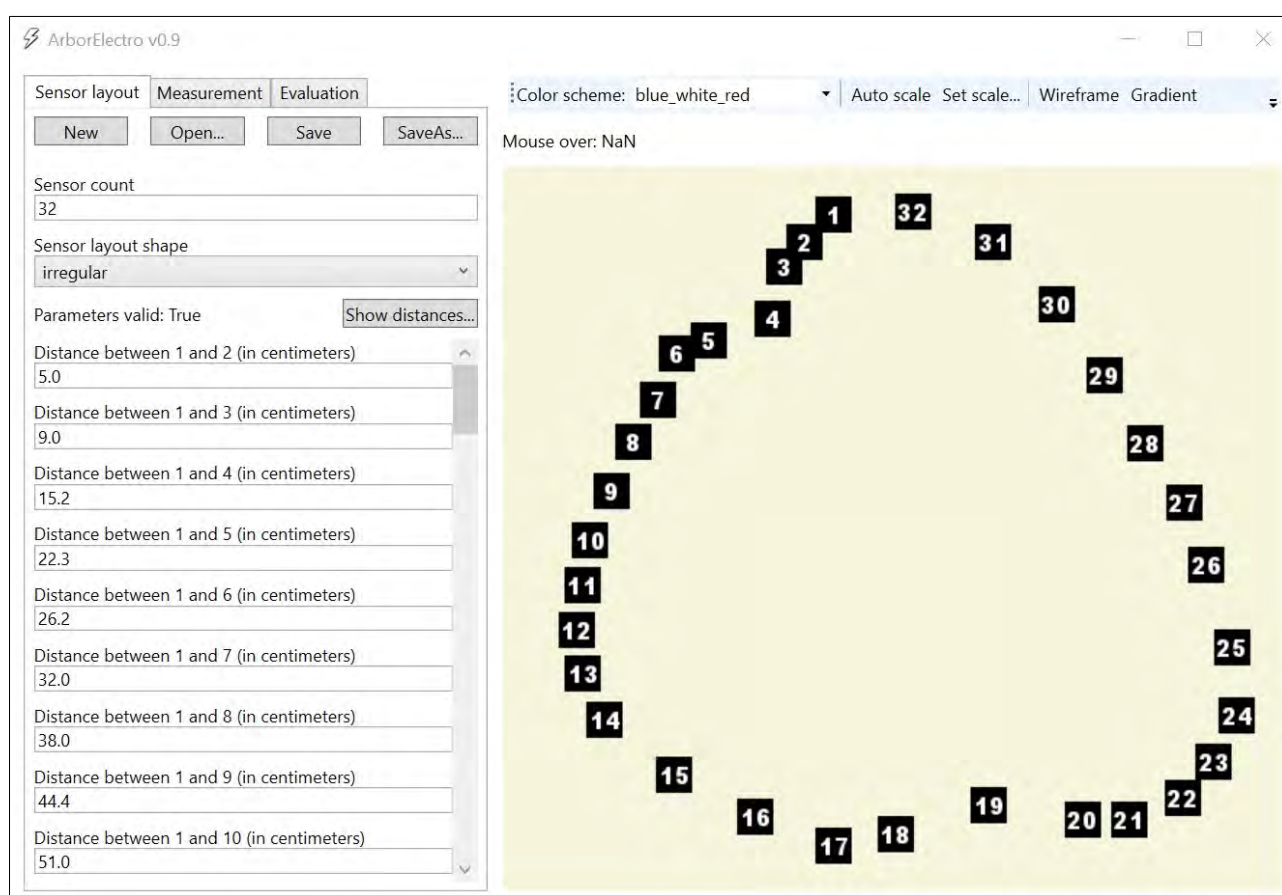 ArborElectro v0.9
Sensor layout Measurement Evaluation
New Open... Save SaveAs...
Sensor count
32
Sensor layout shape
irregular
Parameters valid: True Show distances...
Distance between 1 and 2 (in centimeters)
5.0
Distance between 1 and 3 (in centimeters)
9.0
Distance between 1 and 4 (in centimeters)
15.2
Distance between 1 and 5 (in centimeters)
22.3
Distance between 1 and 6 (in centimeters)
26.2
Distance between 1 and 7 (in centimeters)
32.0
Distance between 1 and 8 (in centimeters)
38.0
Distance between 1 and 9 (in centimeters)
44.4
Distance between 1 and 10 (in centimeters)
51.0
Color scheme: blue_white_red Auto scale Set scale... Wireframe Gradient
Mouse over: NaN
1
2
3
4
5
6
7
8
9
10
11
12
13
14
15
16
17
18
19
20
21
22
23
24
25
26
27
28
29
30
31
32